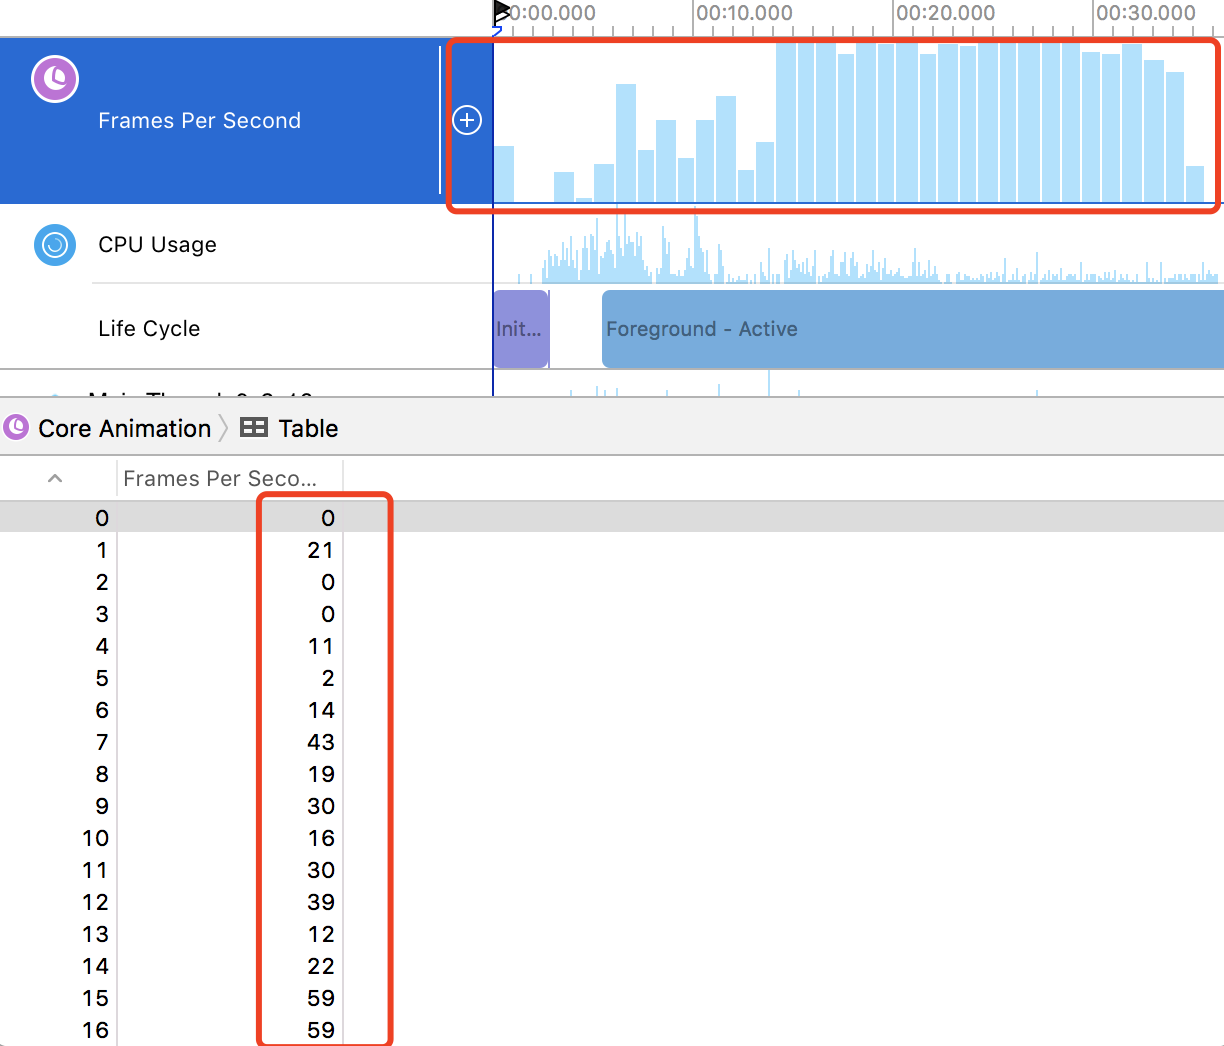 0:00.000 00:10.000 00:20.000 00:30.000
Frames Per Second
CPU Usage
Life Cycle
Init...
Foreground - Active
Core Animation Table
Frames Per Seco...
0 0
1 21
2 0
3 0
4 11
5 2
6 14
7 43
8 19
9 30
10 16
11 30
12 39
13 12
14 22
15 59
16 59